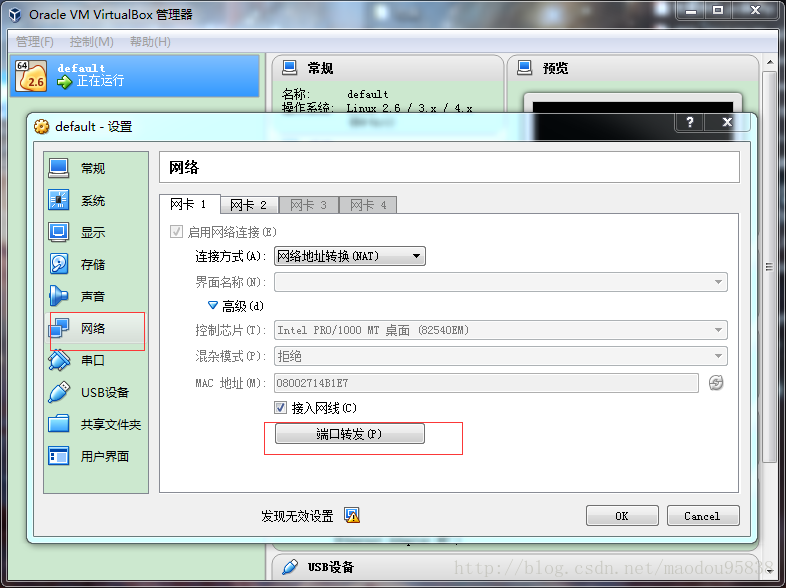 Oracle VM VirtualBox 管理器
管理(F) 控制(M) 帮助(H)
64 2.6 default
正在运行
常规
名称: default
操作系统: Linux 2.6 / 3.x / 4.x
预览
default - 设置
常规
系统
显示
存储
声音
网络
串口
USB设备
共享文件夹
用户界面
网络
网卡 1 网卡 2 网卡 3 网卡 4
启用网络连接(E)
连接方式(A): 网络地址转换(NAT)
界面名称(N):
高级(d)
控制芯片(T): Intel PRO/1000 MT 桌面 (82540EM)
混杂模式(P): 拒绝
MAC 地址(M): 08002714B1E7
接入网线(C)
端口转发(P)
发现无效设置
OK Cancel
USB设备
http://blog.csdn.net/maodou95838